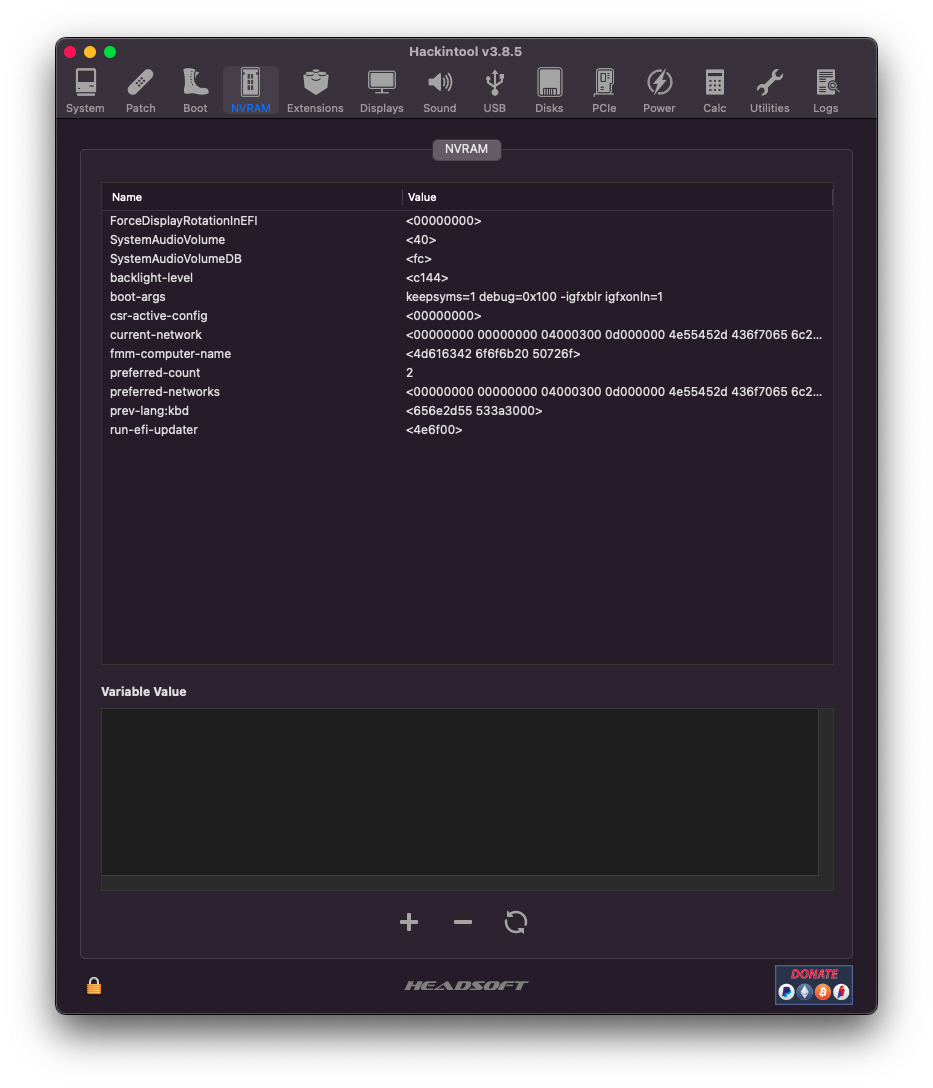 Hackintool v3.8.5
System Patch Boot NVRAM Extensions Displays Sound USB Disks PCIe Power Calc Utilities Logs
NVRAM
Name Value
ForceDisplayRotationInEFI <00000000>
SystemAudioVolume <40>
SystemAudioVolumeDB <fc>
backlight-level <c144>
boot-args keepsyms=1 debug=0x100 -igfxblr igfxonln=1
csr-active-config <00000000>
current-network <00000000 00000000 04000300 0d000000 4e55452d 436f7065 6c2...
fmm-computer-name <4d616342 6f6f6b20 50726f>
preferred-count 2
preferred-networks <00000000 00000000 04000300 0d000000 4e55452d 436f7065 6c2...
prev-lang:kbd <656e2d55 533a3000>
run-efi-updater <4e6f00>
Variable Value
HEADSOFT
DONATE